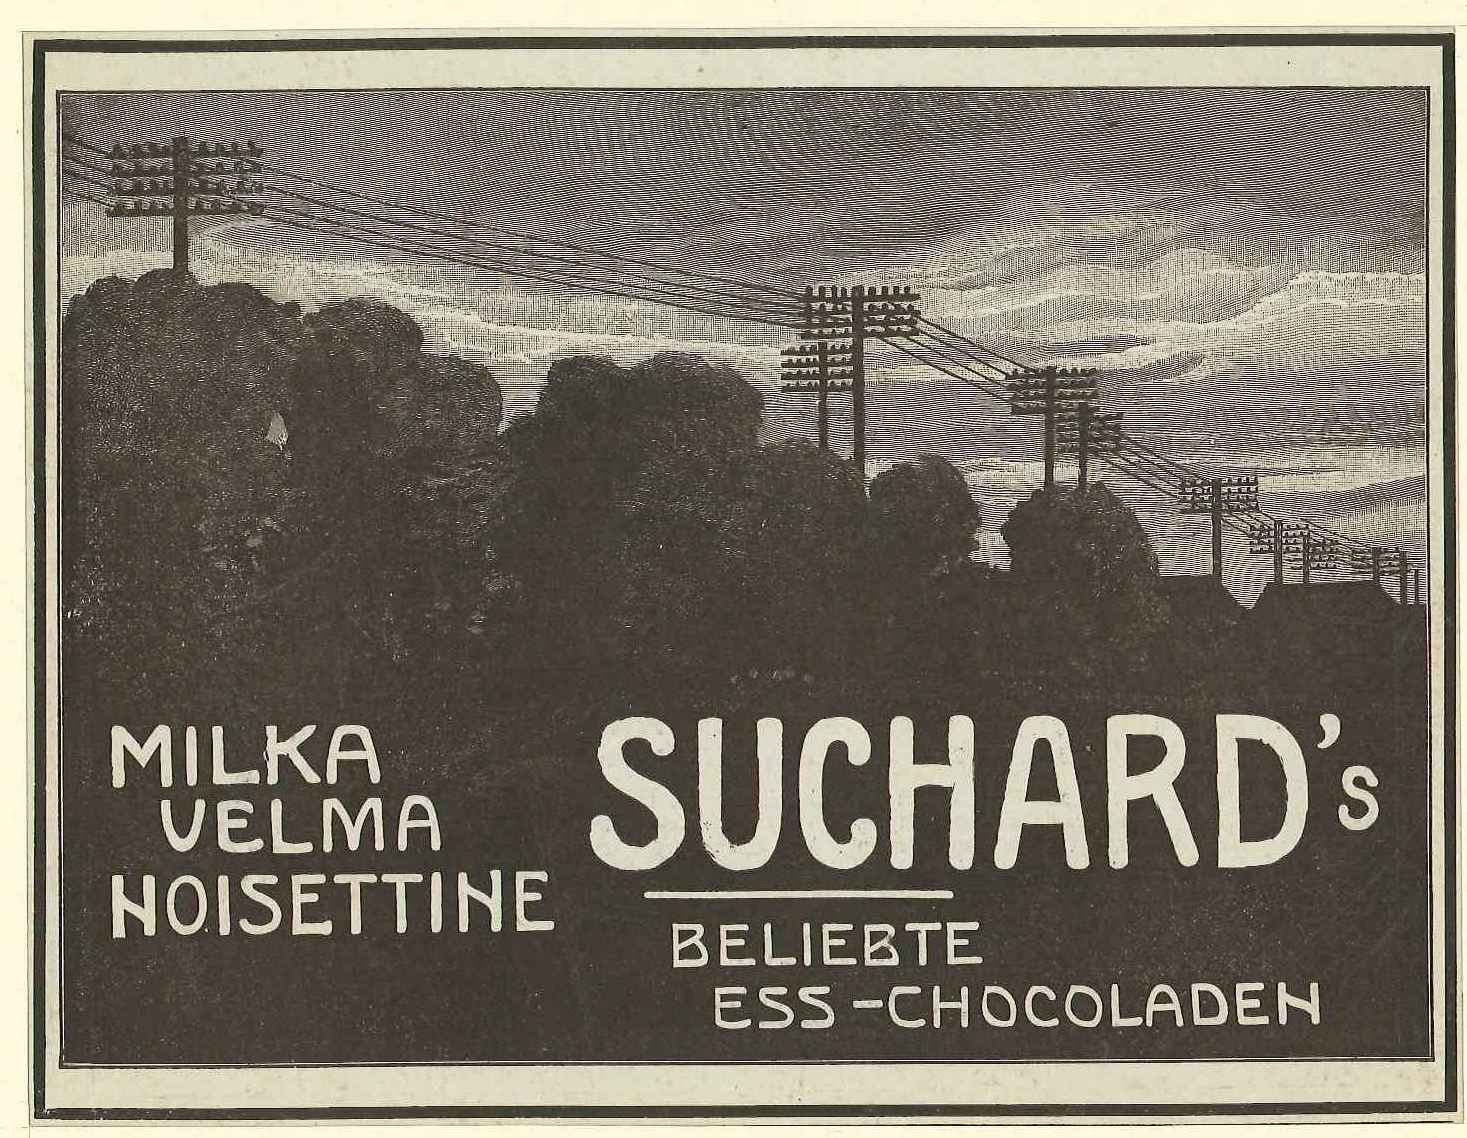 MILKA
VELMA
NOISETTINE
SUCHARD's
BELIEBTE
ESS-CHOCOLADEN